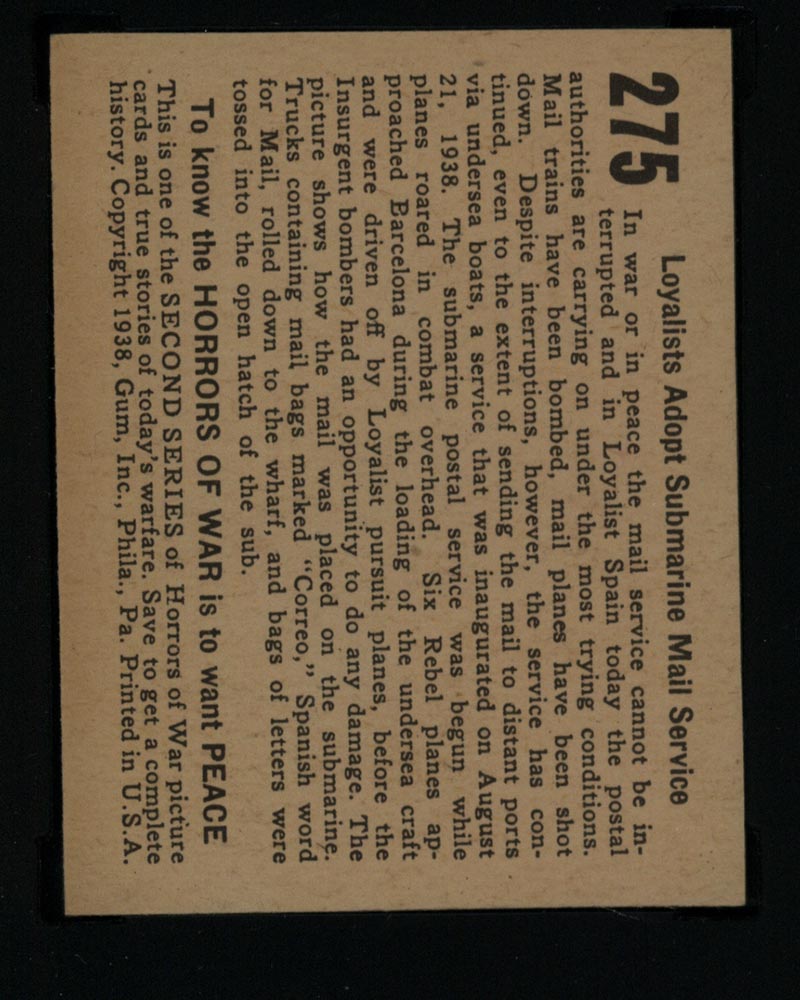 275
Loyalists Adopt Submarine Mail Service
In war or in peace the mail service cannot be in-
terrupted and in Loyalist Spain today the postal
authorities are carrying on under the most trying conditions.
Mail trains have been bombed, mail planes have been shot
down. Despite interruptions, however, the service has con-
tinued, even to the extent of sending the mail to distant ports
via undersea boats, a service that was inaugurated on August
21, 1938. The submarine postal service was begun while
planes roared in combat overhead. Six Rebel planes ap-
proached Barcelona during the loading of the undersea craft
and were driven off by Loyalist pursuit planes, before the
Insurgent bombers had an opportunity to do any damage. The
picture shows how the mail was placed on the submarine.
Trucks containing mail bags marked "Correo," Spanish word
for Mail, rolled down to the wharf, and bags of letters were
tossed into the open hatch of the sub.
To know the HORRORS OF WAR is to want PEACE
This is one of the SECOND SERIES of Horrors of War picture
cards and true stories of today's warfare. Save to get a complete
history. Copyright 1938, Gum, Inc., Phila., Pa. Printed in U.S.A.